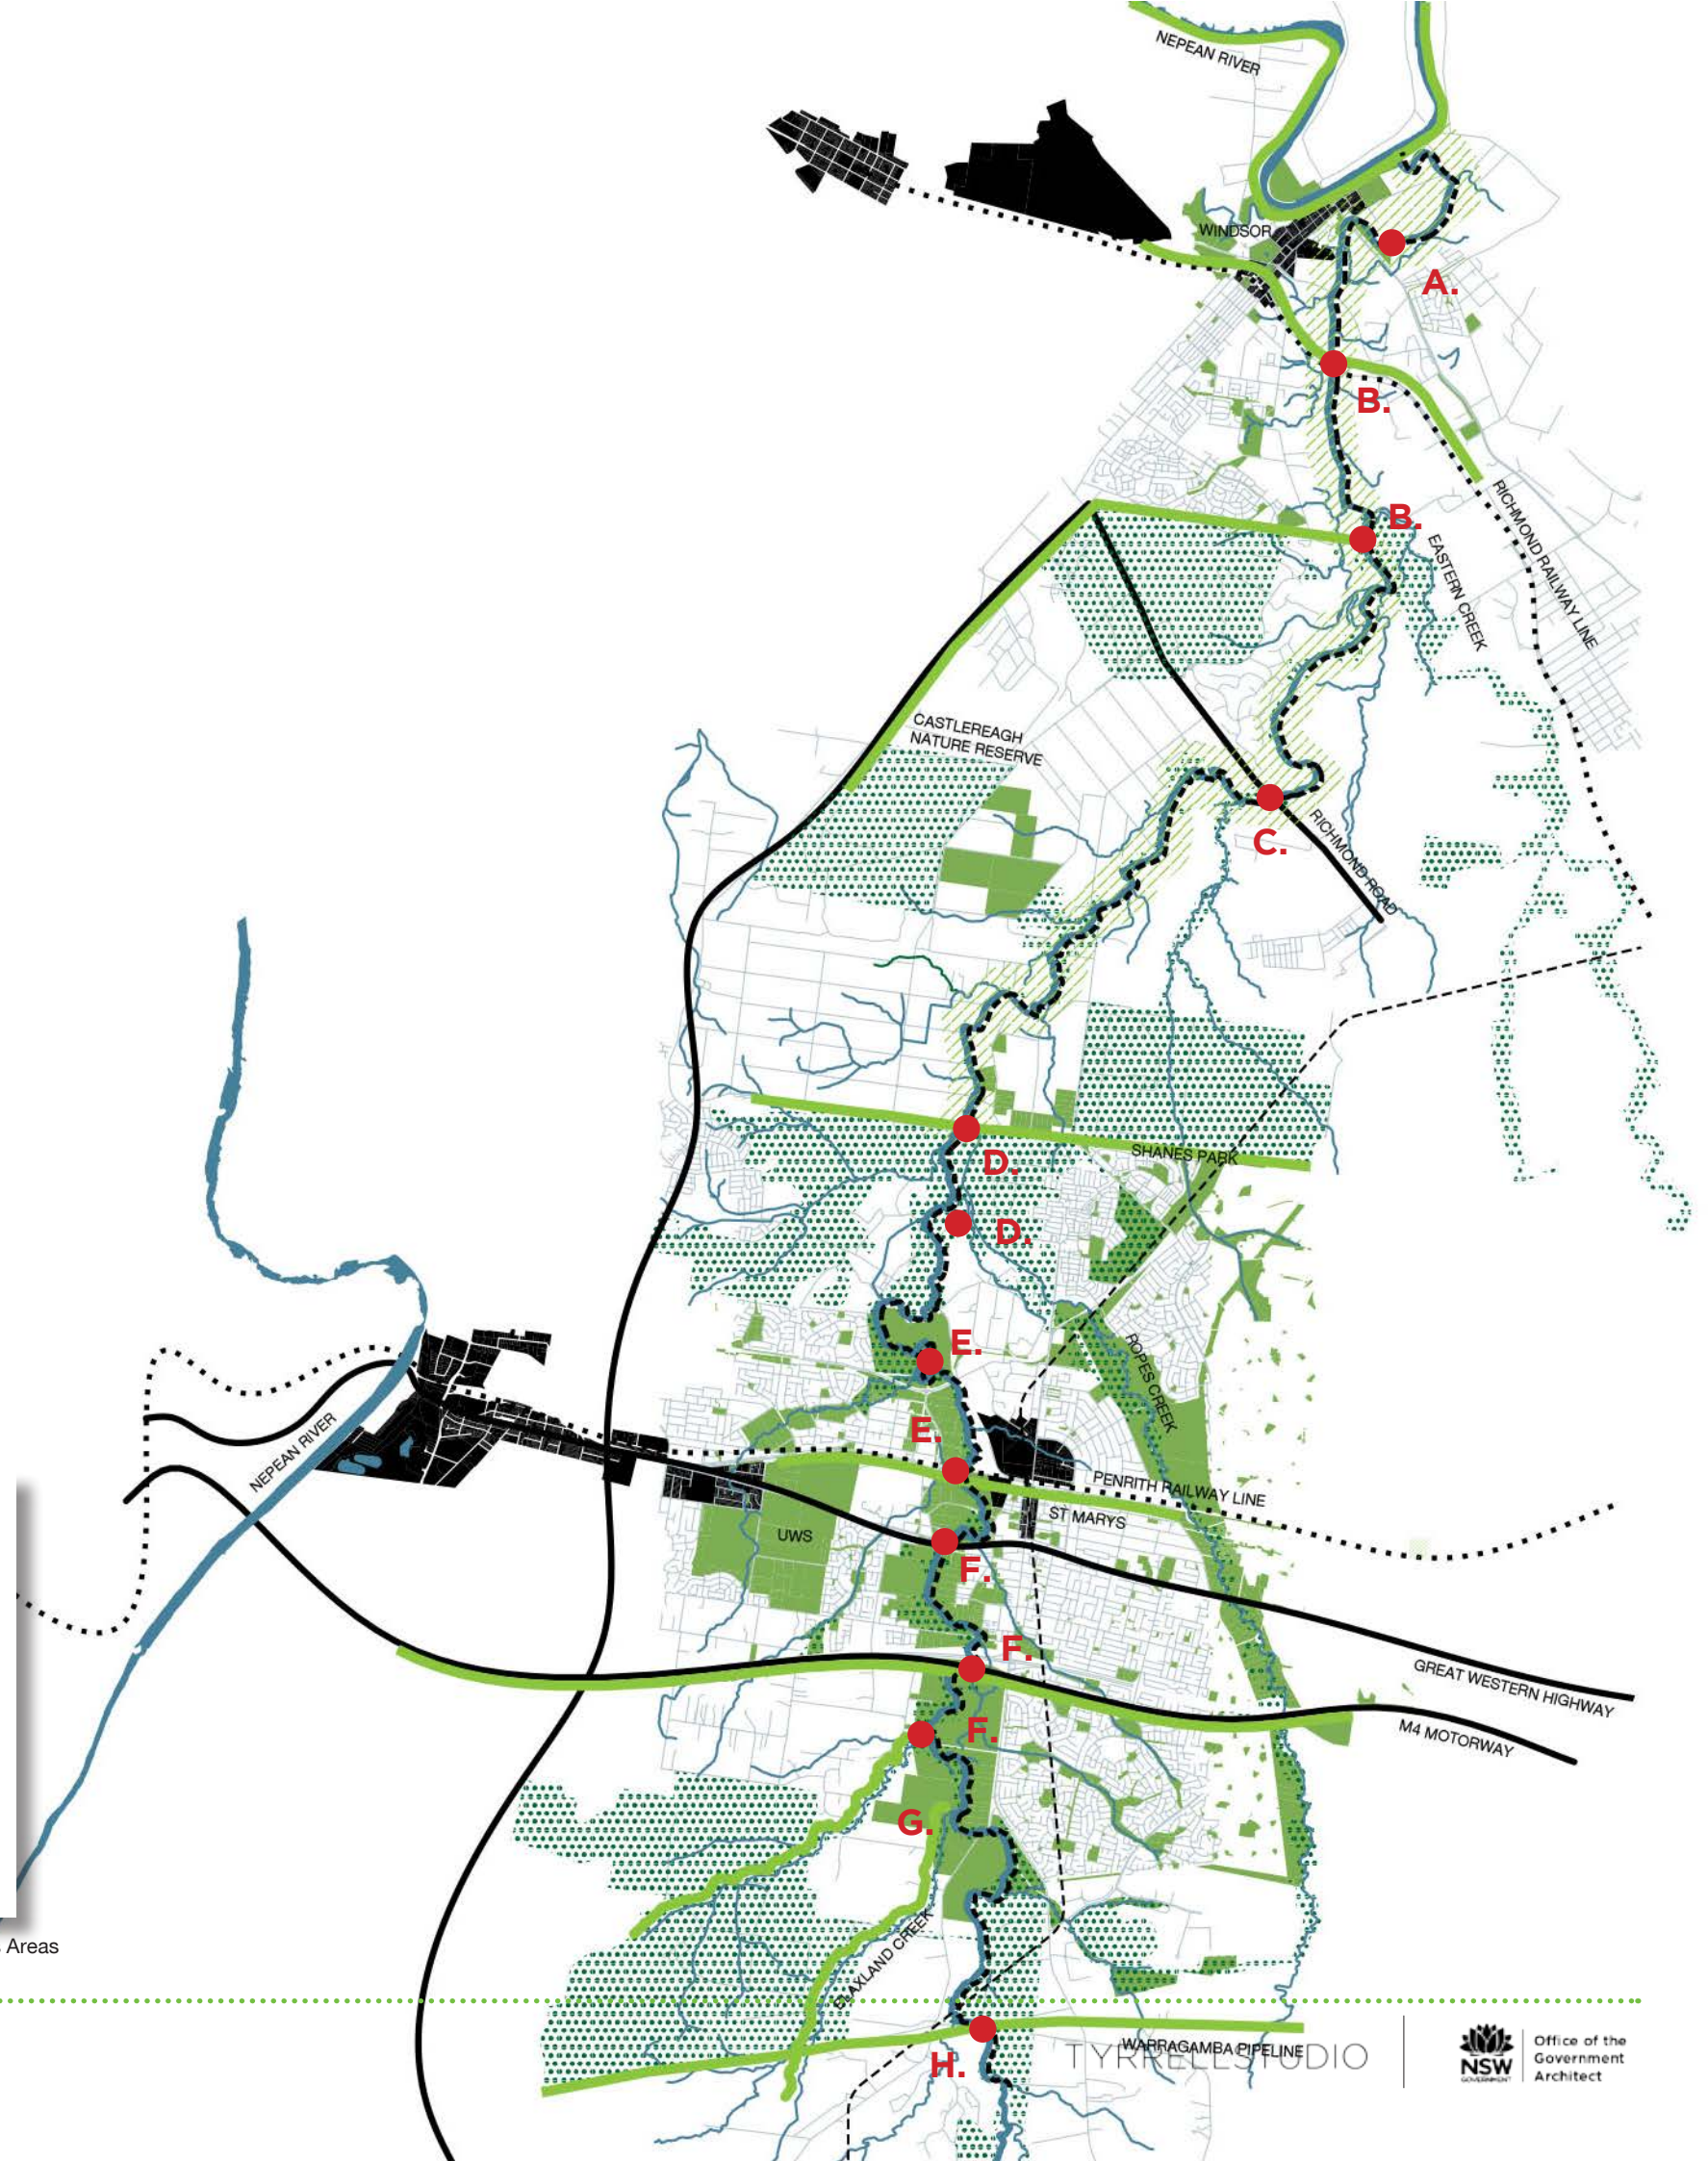 NEPEAN RIVER
WINDSOR
A.
B.
B.
RICHMOND RAILWAY LINE
EASTERN CREEK
CASTLEREAGH
NATURE RESERVE
C.
RICHMOND ROAD
D.
SHANES PARK
D.
E.
ROPES CREEK
E.
NEPEAN RIVER
PENRITH RAILWAY LINE
ST MARYS
UWS
F.
F.
GREAT WESTERN HIGHWAY
F.
M4 MOTORWAY
G.
BLAXLAND CREEK
Areas
WARRAGAMBA PIPELINE
H.
TYRRELLSTUDIO
NSW
GOVERNMENT
Office of the
Government
Architect